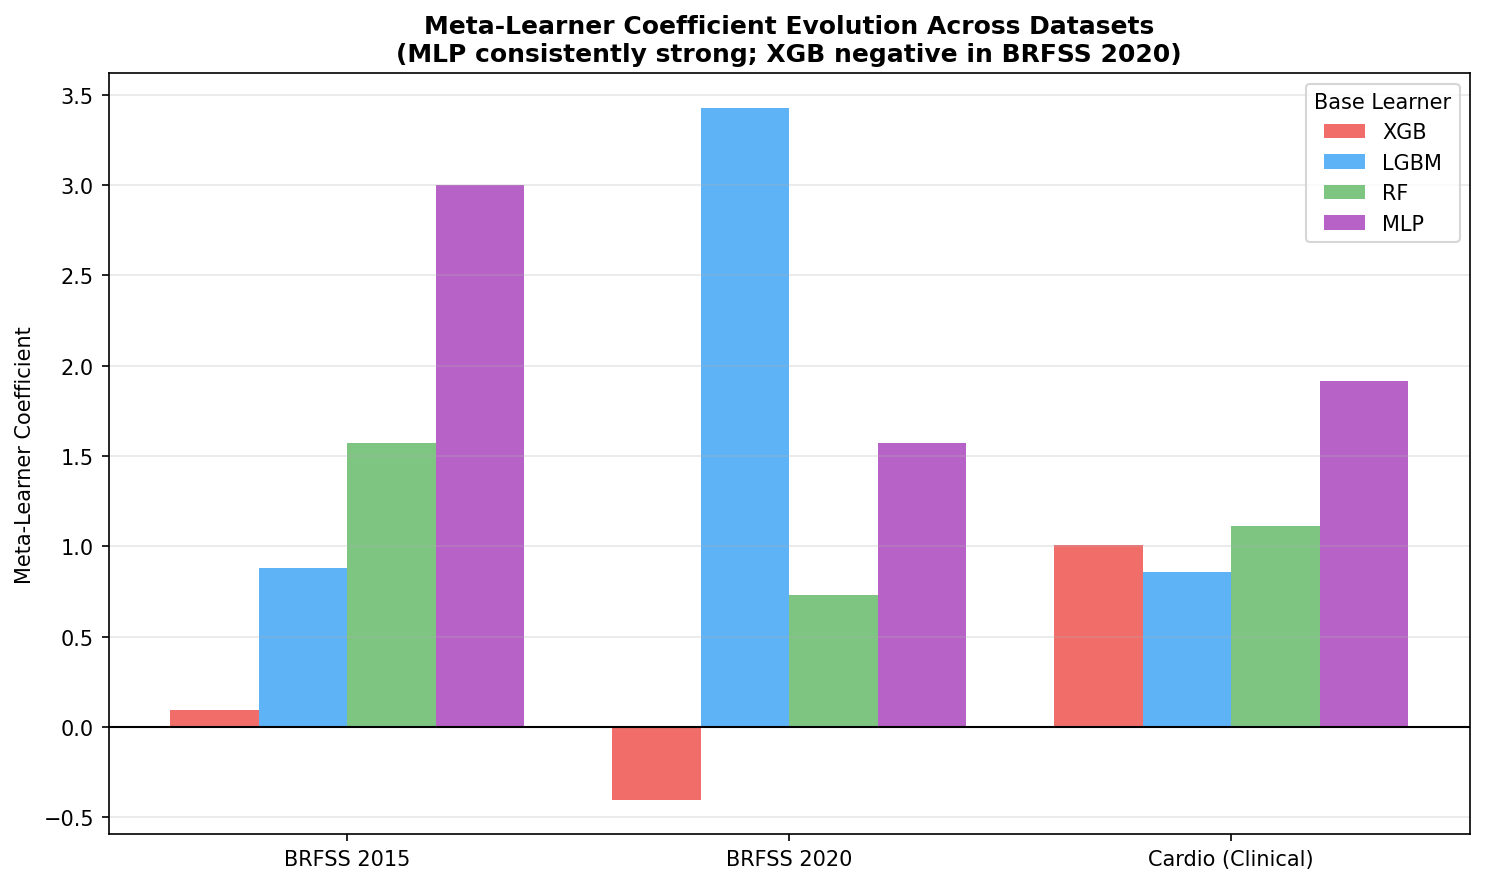 Meta-Learner Coefficient Evolution Across Datasets
(MLP consistently strong; XGB negative in BRFSS 2020)
Meta-Learner Coefficient
3.5
3.0
2.5
2.0
1.5
1.0
0.5
0.0
−0.5
Base Learner
XGB
LGBM
RF
MLP
BRFSS 2015
BRFSS 2020
Cardio (Clinical)